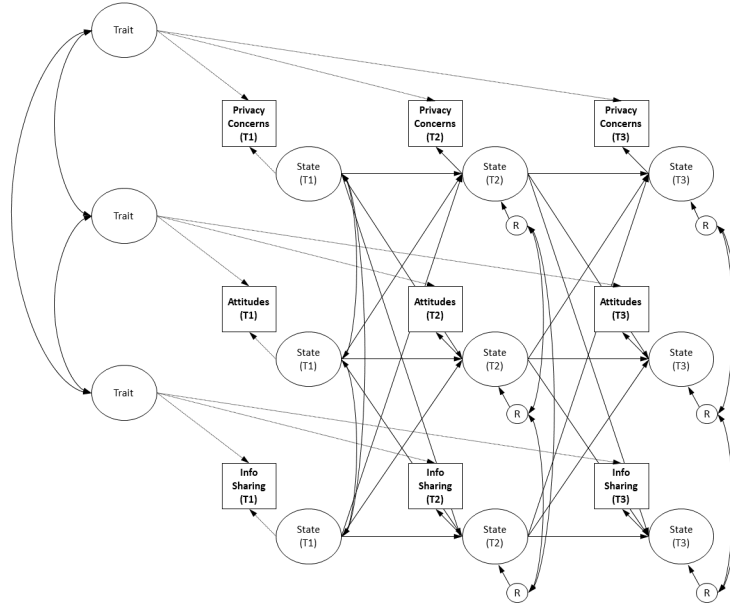 Trait
Privacy
Concerns
(T1)
Privacy
Concerns
(T2)
Privacy
Concerns
(T3)
State
(T1)
State
(T2)
State
(T3)
R
R
Trait
Attitudes
(T1)
Attitudes
(T2)
Attitudes
(T3)
State
(T1)
State
(T2)
State
(T3)
R
R
Trait
Info
Sharing
(T1)
Info
Sharing
(T2)
Info
Sharing
(T3)
State
(T1)
State
(T2)
State
(T3)
R
R